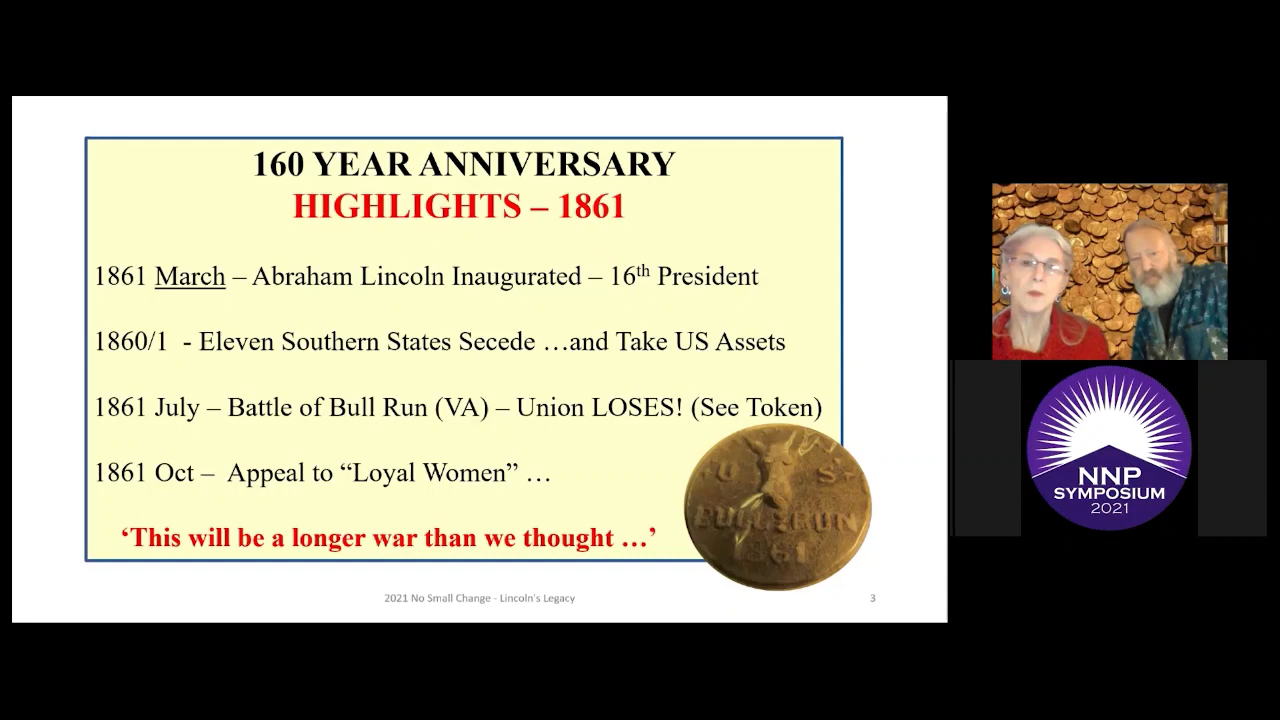 160 YEAR ANNIVERSARY
HIGHLIGHTS – 1861
1861 March – Abraham Lincoln Inaugurated – 16th President
1860/1 - Eleven Southern States Secede …and Take US Assets
1861 July – Battle of Bull Run (VA) – Union LOSES! (See Token)
1861 Oct – Appeal to “Loyal Women” …
‘This will be a longer war than we thought …’
U S
BULL RUN
1861
2021 No Small Change - Lincoln's Legacy
3
NNP
SYMPOSIUM
2021